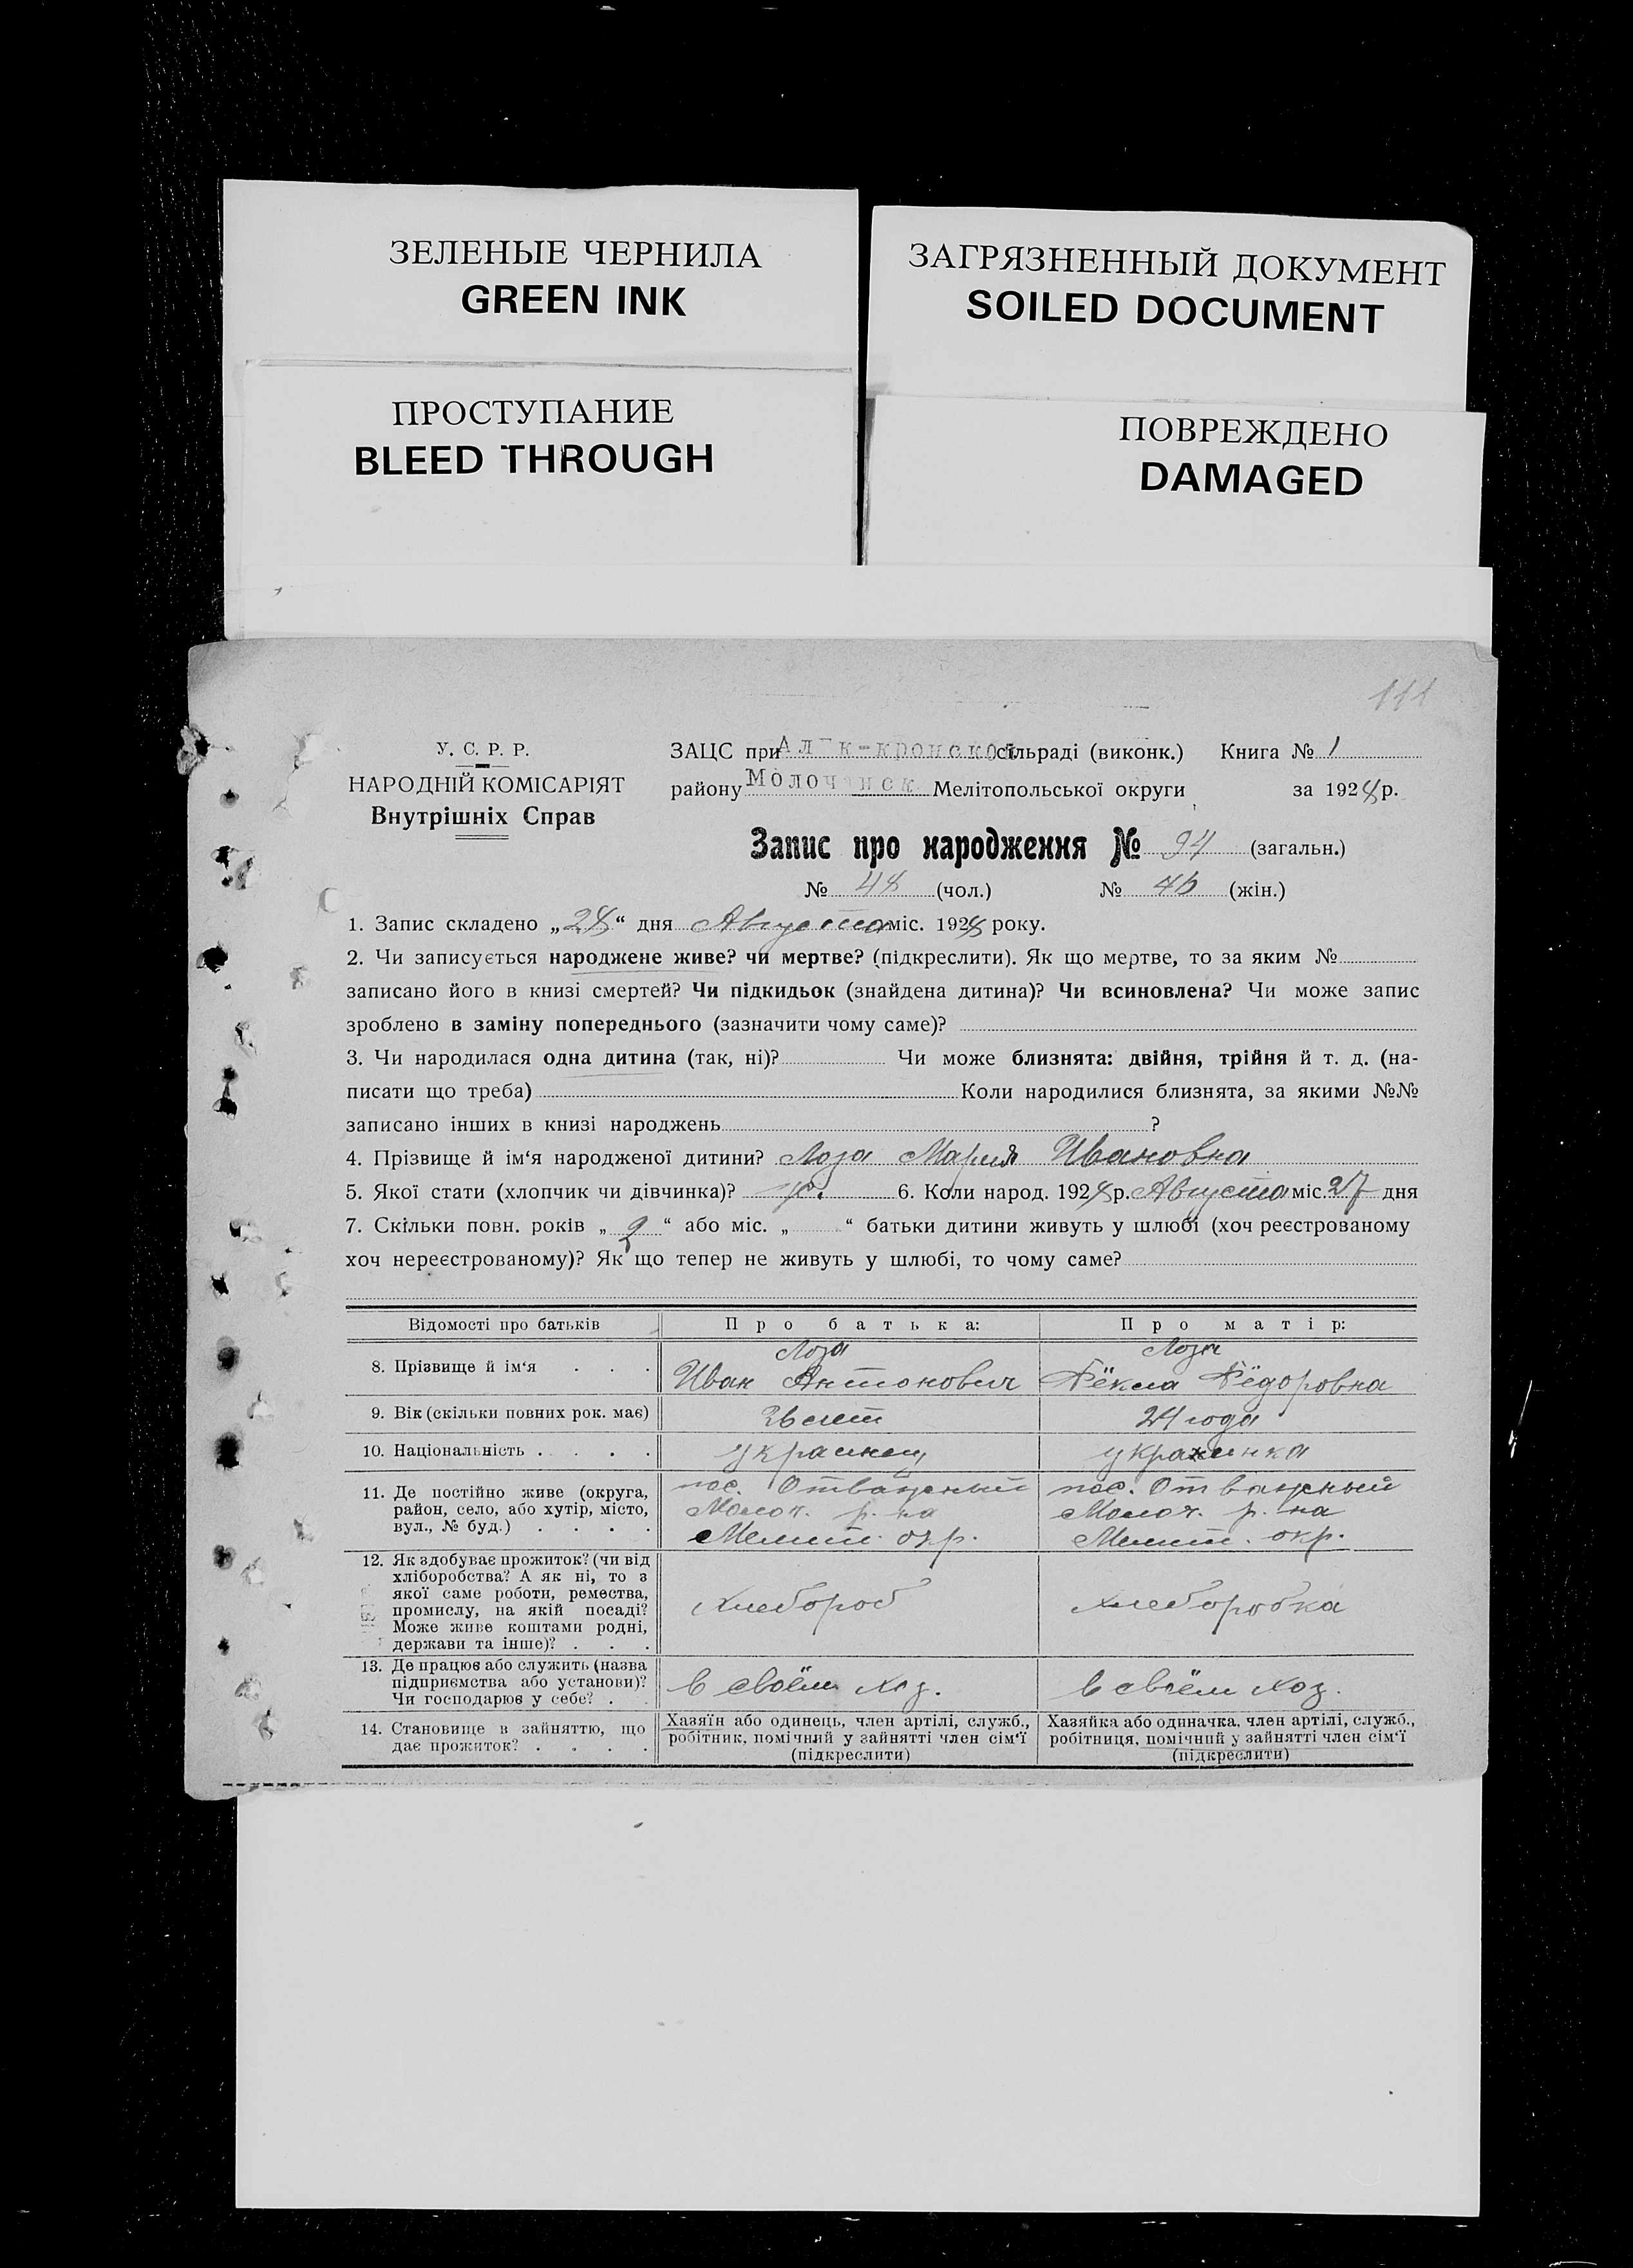 ЗЕЛЕНЫЕ ЧЕРНИЛА
GREEN INK
ЗАГРЯЗНЕННЫЙ ДОКУМЕНТ
SOILED DOCUMENT
ПРОСТУПАНИЕ
BLEED THROUGH
ПОВРЕЖДЕНО
DAMAGED
111
У. С. Р. Р.
НАРОДНІЙ КОМІСАРІЯТ
Внутрішніх Справ
ЗАЦС при сільраді (виконк.) Книга № 1
району Молочанск Мелітопольської округи за 1928 р.
Запис про народження № 94 (загальн.)
№ 48 (чол.) № 46 (жін.)
1. Запис складено „28“ дня Августа міс. 1928 року.
2. Чи записується народжене живе? чи мертве? (підкреслити). Як що мертве, то за яким №
записано його в книзі смертей? Чи підкидьок (знайдена дитина)? Чи всиновлена? Чи може запис
зроблено в заміну попереднього (зазначити чому саме)?
3. Чи народилася одна дитина (так, ні)? Чи може близнята: двійня, трійня й т. д. (на-
писати що треба) Коли народилися близнята, за якими №№
записано інших в книзі народжень ?
4. Прізвище й ім‘я народженої дитини? Лоза Мария Ивановна
5. Якої стати (хлопчик чи дівчинка)? ж. 6. Коли народ. 1928 р. Августа міс. 27 дня
7. Скільки повн. років „ 2 “ або міс. „ “ батьки дитини живуть у шлюбі (хоч реєстрованому
хоч нереєстрованому)? Як що тепер не живуть у шлюбі, то чому саме?
Відомості про батьків Про батька: Про матір:
8. Прізвище й ім‘я . . . Лоза Иван Антонович Лоза Фёкла Фёдоровна
9. Вік (скільки повних рок. має) 26 лет 24 года
10. Національність . . . . украинец украинка
11. Де постійно живе (округа,
район, село, або хутір, місто,
вул., № буд.) . . . .
пос. Отважный
Молоч. р. на
Мелит. окр.
пос. Отважный
Молоч. р. на
Мелит. окр.
12. Як здобуває прожиток? (чи від
хліборобства? А як ні, то з
якої саме роботи, ремества,
промислу, на якій посаді?
Може живе коштами родні,
держави та інше)? . . .
хлебороб
хлеборобка
13. Де працює або служить (назва
підприємства або установи)?
Чи господарює у себе? .
в своём хоз.
в своём хоз.
14. Становище в зайняттю, що
дає прожиток? . . . .
Хазяїн або одинець, член артілі, служб.,
робітник, помічний у зайнятті член сім‘ї
(підкреслити)
Хазяйка або одиначка, член артілі, служб.,
робітниця, помічний у зайнятті член сім‘ї
(підкреслити)